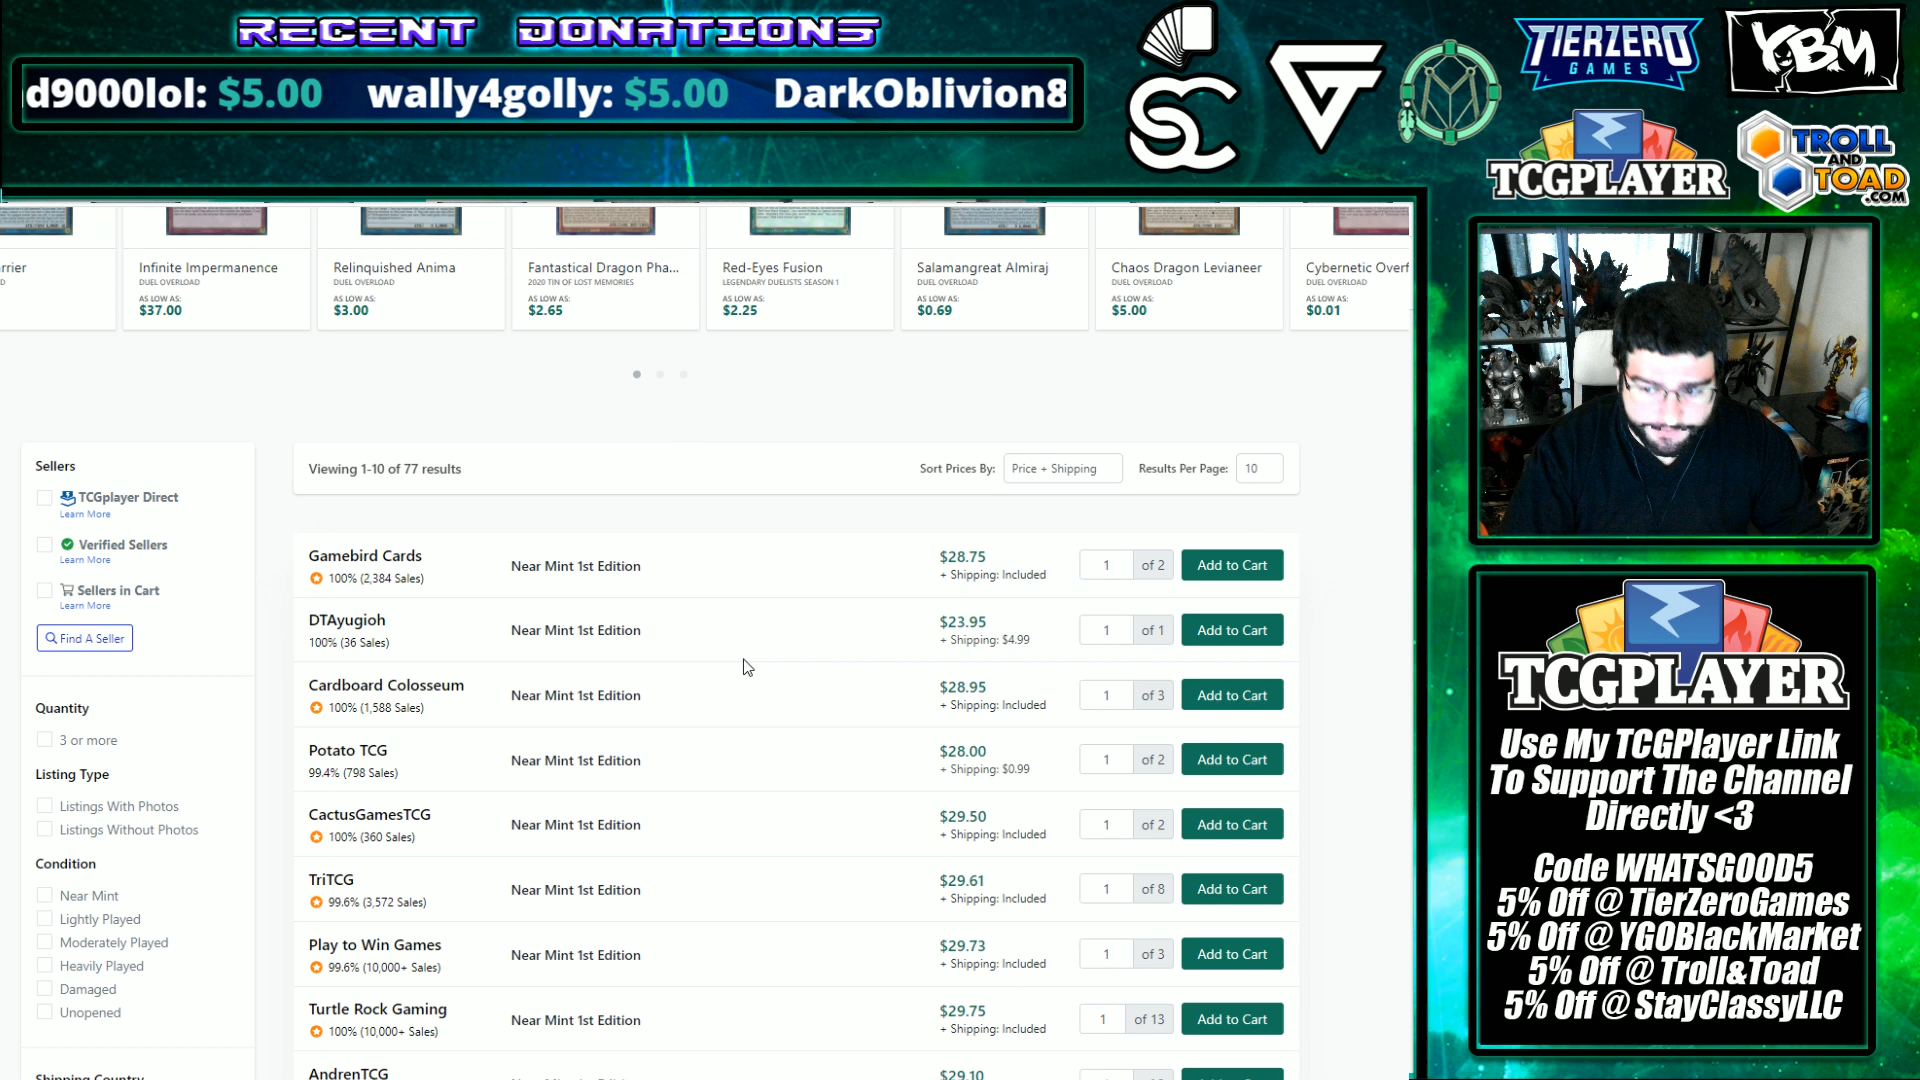 RECENT DONATIONS
d9000lol: $5.00 wally4golly: $5.00 DarkOblivion8
SC
TIERZERO
GAMES
YBM
TCGPLAYER
TROLL
AND
TOAD
.COM
rrier
D
Infinite Impermanence
DUEL OVERLOAD
AS LOW AS:
$37.00
Relinquished Anima
DUEL OVERLOAD
AS LOW AS:
$3.00
Fantastical Dragon Pha...
2020 TIN OF LOST MEMORIES
AS LOW AS:
$2.65
Red-Eyes Fusion
LEGENDARY DUELISTS SEASON 1
AS LOW AS:
$2.25
Salamangreat Almiraj
DUEL OVERLOAD
AS LOW AS:
$0.69
Chaos Dragon Levianeer
DUEL OVERLOAD
AS LOW AS:
$5.00
Cybernetic Overf
DUEL OVERLOAD
AS LOW AS:
$0.01
Sellers
TCGplayer Direct
Learn More
Verified Sellers
Learn More
Sellers in Cart
Learn More
Find A Seller
Quantity
3 or more
Listing Type
Listings With Photos
Listings Without Photos
Condition
Near Mint
Lightly Played
Moderately Played
Heavily Played
Damaged
Unopened
Shipping Country
Viewing 1-10 of 77 results
Sort Prices By: Price + Shipping Results Per Page: 10
Gamebird Cards
100% (2,384 Sales)
Near Mint 1st Edition
$28.75
+ Shipping: Included
1 of 2 Add to Cart
DTAyugioh
100% (36 Sales)
Near Mint 1st Edition
$23.95
+ Shipping: $4.99
1 of 1 Add to Cart
Cardboard Colosseum
100% (1,588 Sales)
Near Mint 1st Edition
$28.95
+ Shipping: Included
1 of 3 Add to Cart
Potato TCG
99.4% (798 Sales)
Near Mint 1st Edition
$28.00
+ Shipping: $0.99
1 of 2 Add to Cart
CactusGamesTCG
100% (360 Sales)
Near Mint 1st Edition
$29.50
+ Shipping: Included
1 of 2 Add to Cart
TriTCG
99.6% (3,572 Sales)
Near Mint 1st Edition
$29.61
+ Shipping: Included
1 of 8 Add to Cart
Play to Win Games
99.6% (10,000+ Sales)
Near Mint 1st Edition
$29.73
+ Shipping: Included
1 of 3 Add to Cart
Turtle Rock Gaming
100% (10,000+ Sales)
Near Mint 1st Edition
$29.75
+ Shipping: Included
1 of 13 Add to Cart
AndrenTCG
$29.10
TCGPLAYER
Use My TCGPlayer Link
To Support The Channel
Directly <3
Code WHATSGOOD5
5% Off @ TierZeroGames
5% Off @ YGOBlackMarket
5% Off @ Troll&Toad
5% Off @ StayClassyLLC